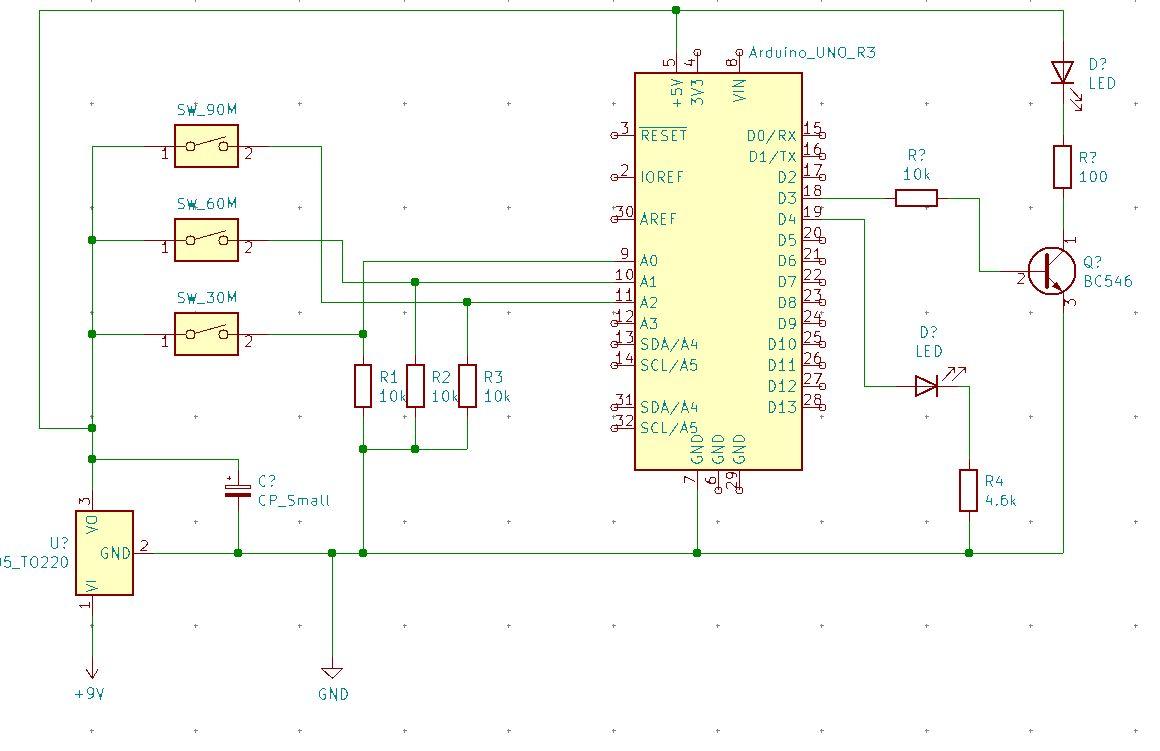 Arduino_UNO_R3
5
4
8
+5V
3V3
VIN
D?
LED
SW_90M
1
2
SW_60M
1
2
SW_30M
1
2
3 RESET
2 IOREF
30 AREF
9 A0
10 A1
11 A2
12 A3
13 SDA/A4
14 SCL/A5
31 SDA/A4
32 SCL/A5
D0/RX 15
D1/TX 16
D2 17
D3 18
D4 19
D5 20
D6 21
D7 22
D8 23
D9 24
D10 25
D11 26
D12 27
D13 28
GND
GND
GND
7
6
29
R?
10k
R?
100
1
2
3
Q?
BC546
D?
LED
R1
10k
R2
10k
R3
10k
R4
4.6k
C?
CP_Small
3
VO
U?
05_TO220
GND
2
VI
1
+9V
GND